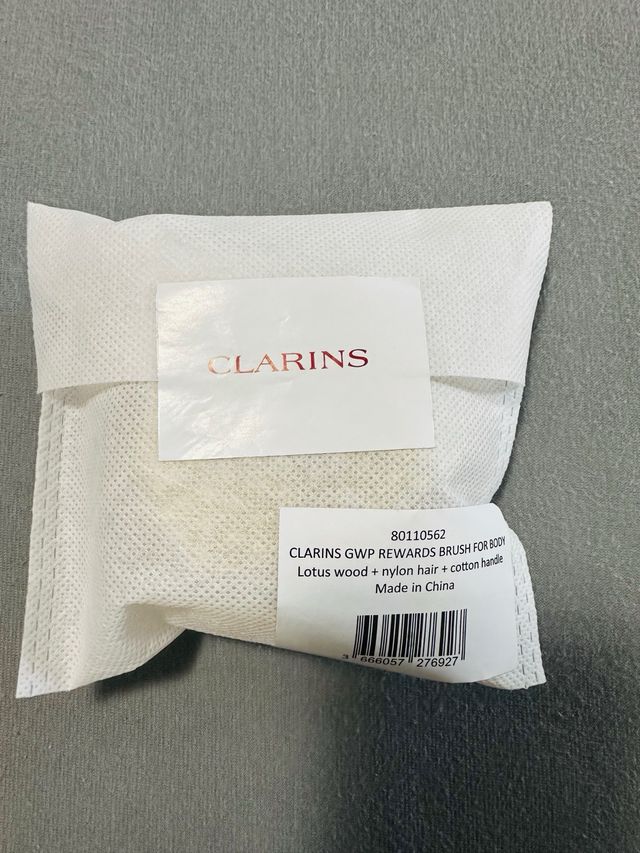 CLARINS
80110562
CLARINS GWP REWARDS BRUSH FOR BODY
Lotus wood + nylon hair + cotton handle
Made in China
3 666057 276927